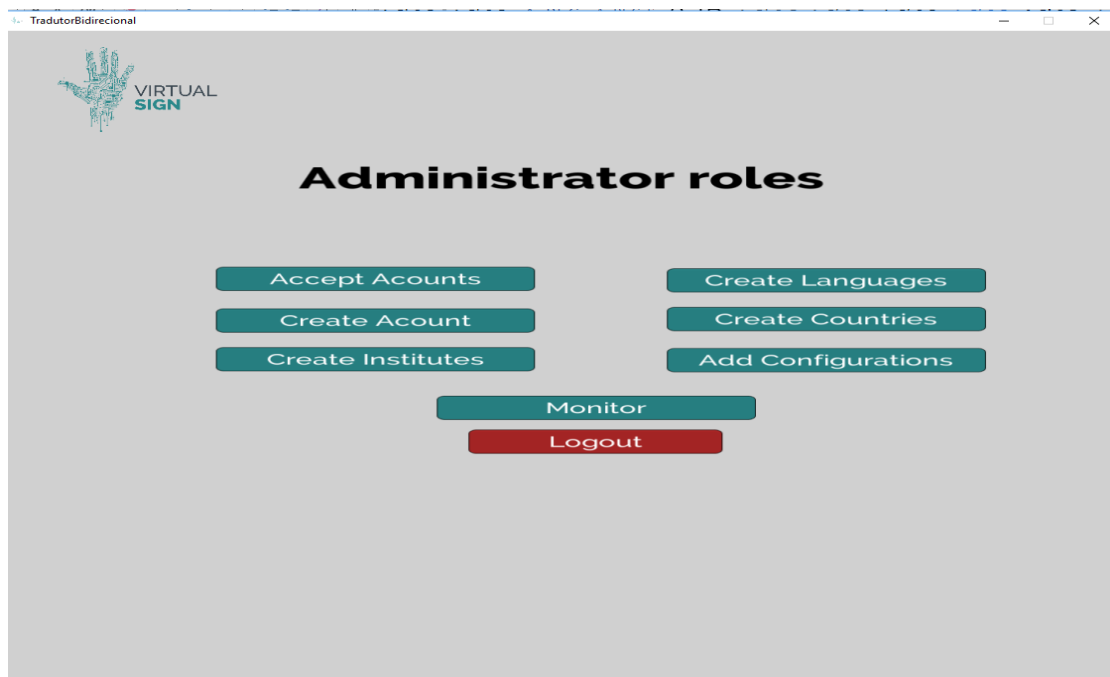 TradutorBidirecional
VIRTUAL
SIGN
Administrator roles
Accept Acounts
Create Languages
Create Acount
Create Countries
Create Institutes
Add Configurations
Monitor
Logout